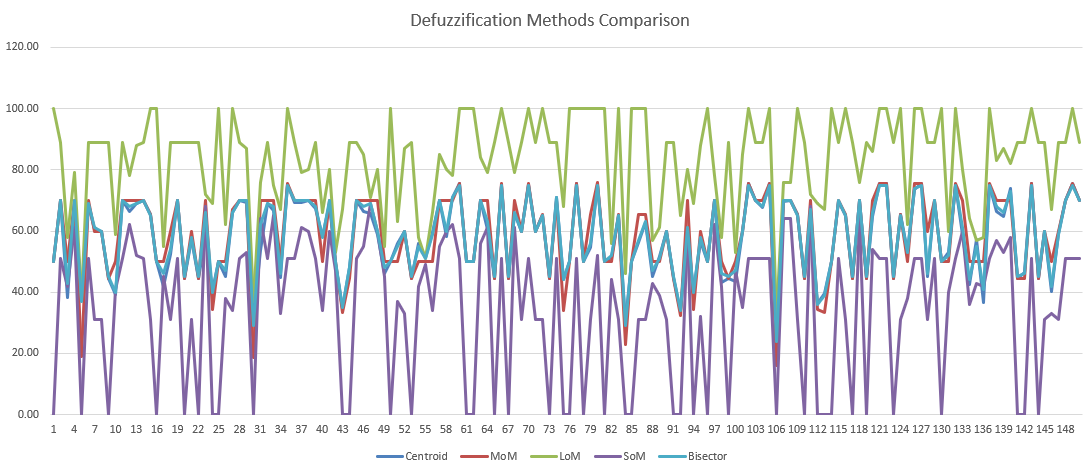 Defuzzification Methods Comparison
120.00
100.00
80.00
60.00
40.00
20.00
0.00
1 4 7 10 13 16 19 22 25 28 31 34 37 40 43 46 49 52 55 58 61 64 67 70 73 76 79 82 85 88 91 94 97 100 103 106 109 112 115 118 121 124 127 130 133 136 139 142 145 148
Centroid MoM LoM SoM Bisector